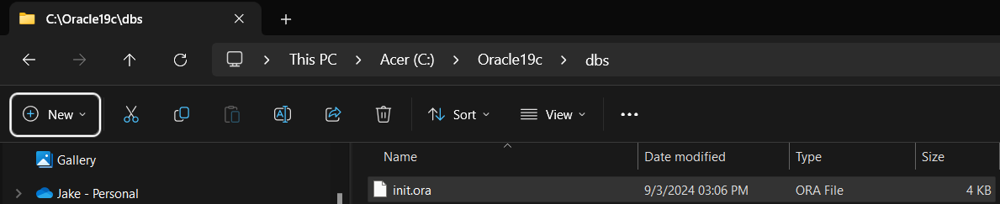 C:\Oracle19c\dbs
This PC Acer (C:) Oracle19c dbs
New Sort View
Gallery
Name Date modified Type Size
Jake - Personal
init.ora 9/3/2024 03:06 PM ORA File 4 KB